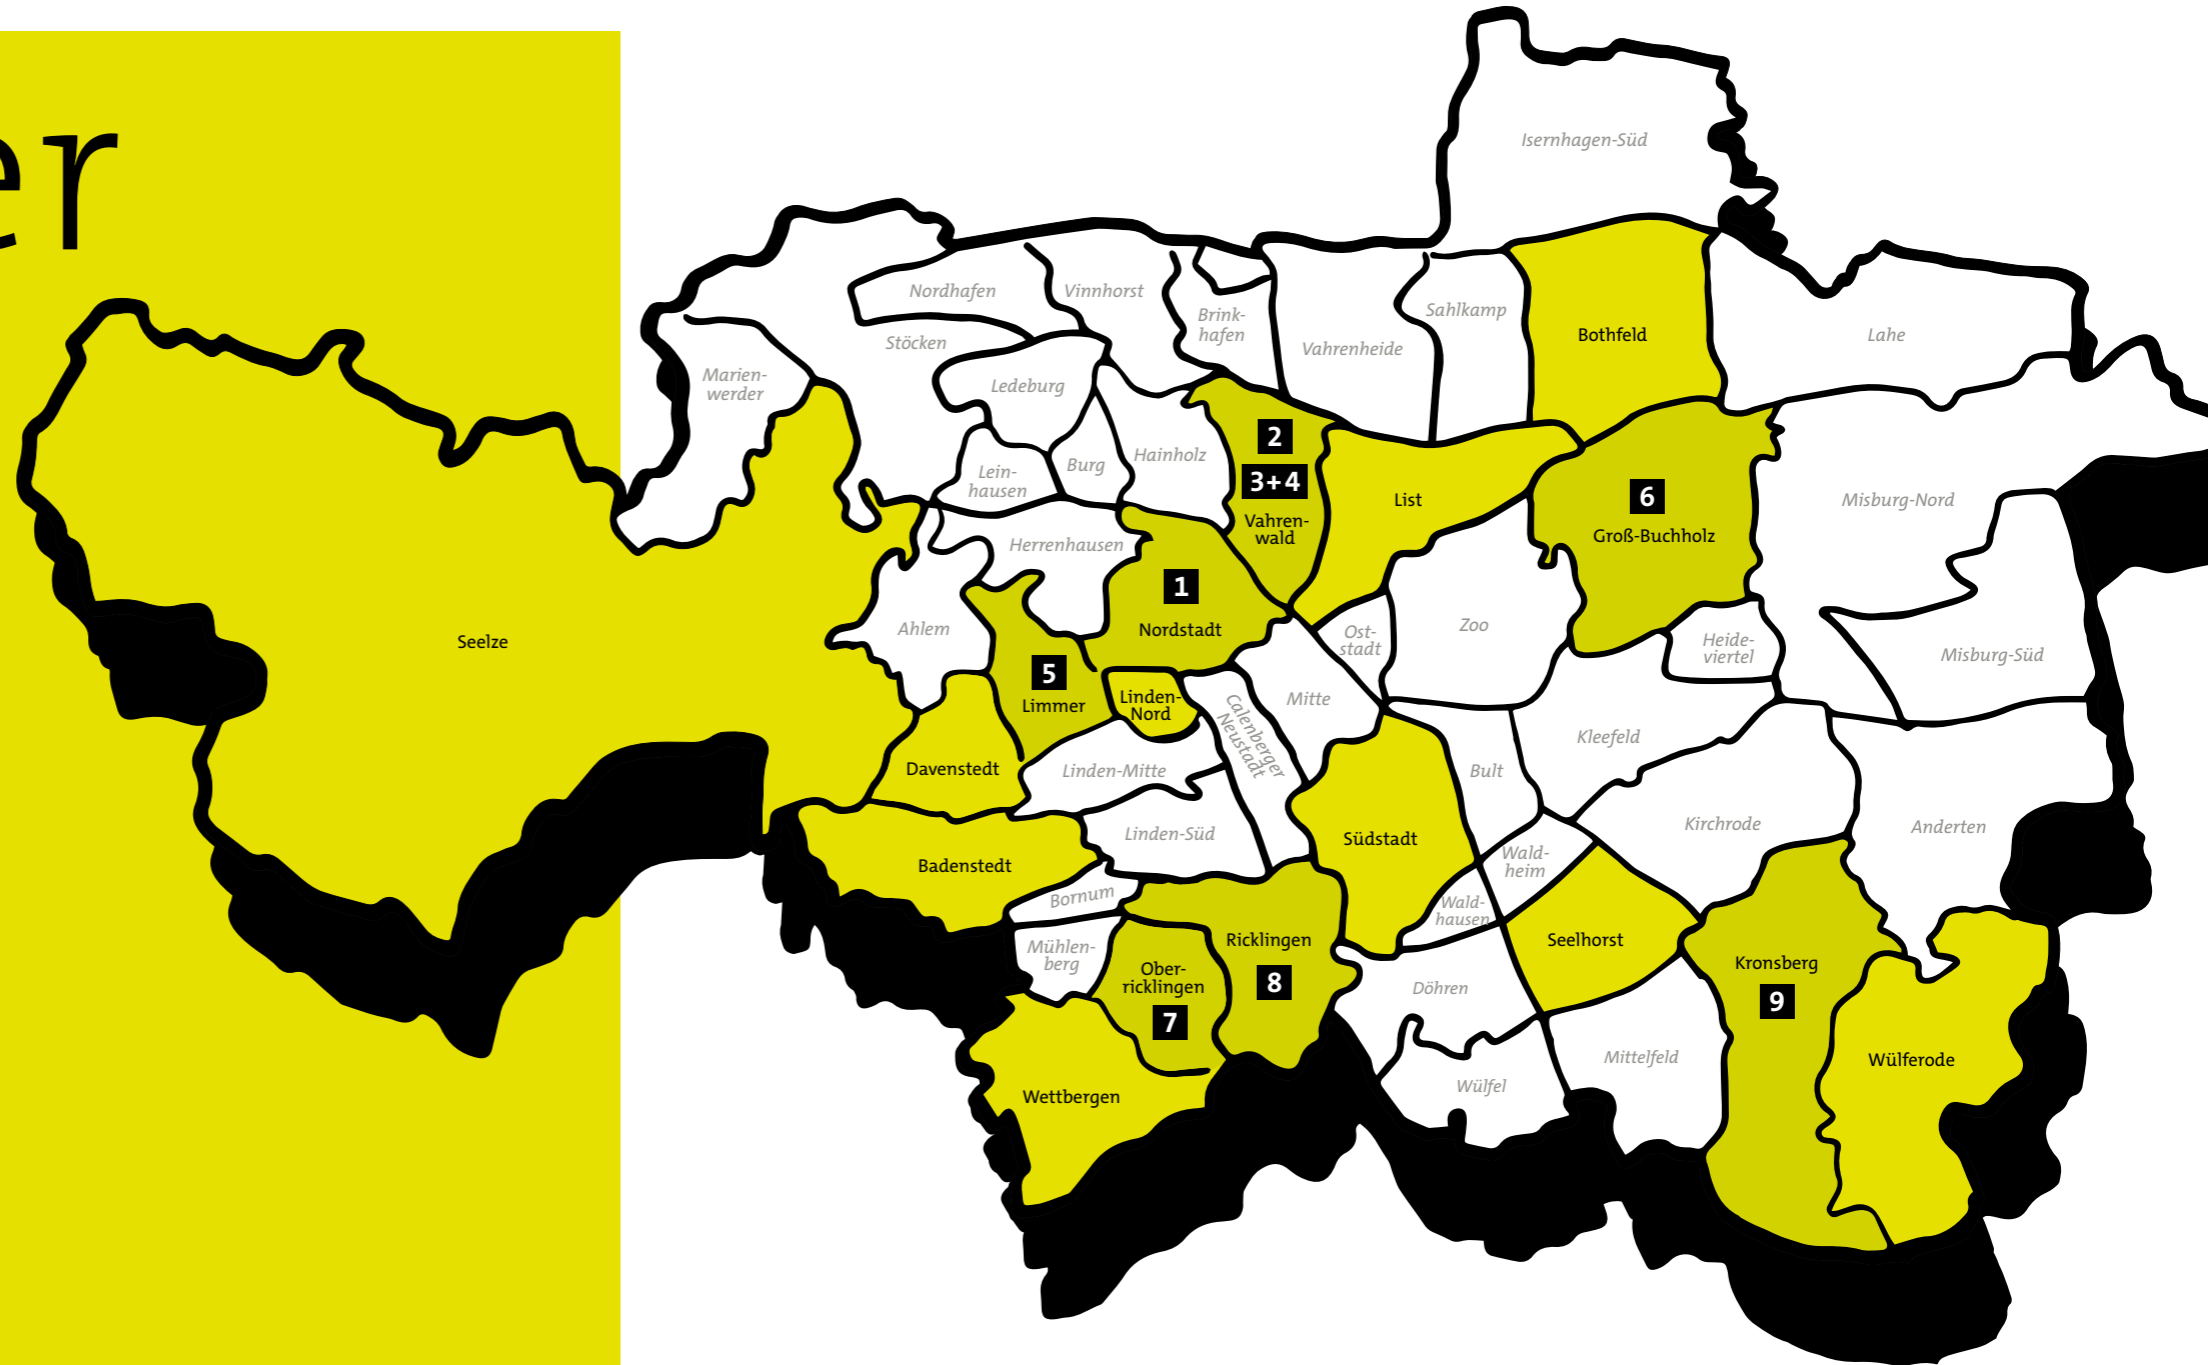 er
Isernhagen-Süd
Nordhafen
Vinnhorst
Brink-
hafen
Sahlkamp
Stöcken
Vahrenheide
Bothfeld
Lahe
Marien-
werder
Ledeburg
2
3+4
Vahren-
wald
Hainholz
Burg
Lein-
hausen
List
6
Groß-Buchholz
Misburg-Nord
Herrenhausen
1
Nordstadt
Ahlem
Seelze
Ost-
stadt
Zoo
Heide-
viertel
Misburg-Süd
5
Limmer
Linden-
Nord
Calenberger
Neustadt
Mitte
Kleefeld
Davenstedt
Linden-Mitte
Bult
Linden-Süd
Südstadt
Kirchrode
Anderten
Badenstedt
Wald-
heim
Bornum
Wald-
hausen
Mühlen-
berg
Ricklingen
8
Seelhorst
Ober-
ricklingen
7
Kronsberg
9
Döhren
Mittelfeld
Wülferode
Wülfel
Wettbergen